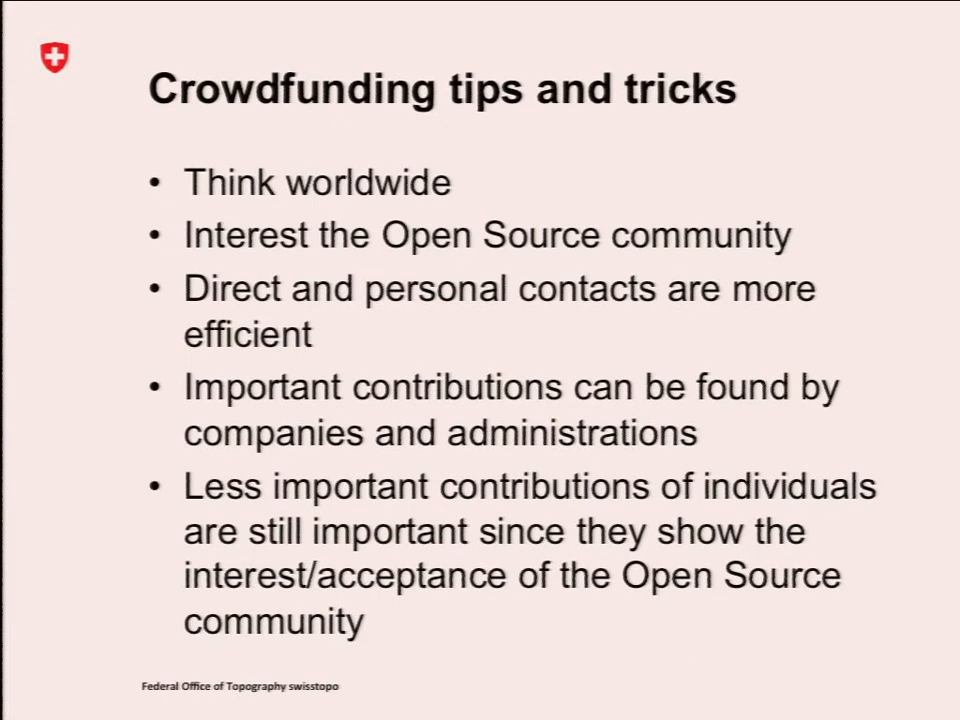 Crowdfunding tips and tricks
• Think worldwide
• Interest the Open Source community
• Direct and personal contacts are more
efficient
• Important contributions can be found by
companies and administrations
• Less important contributions of individuals
are still important since they show the
interest/acceptance of the Open Source
community
Federal Office of Topography swisstopo